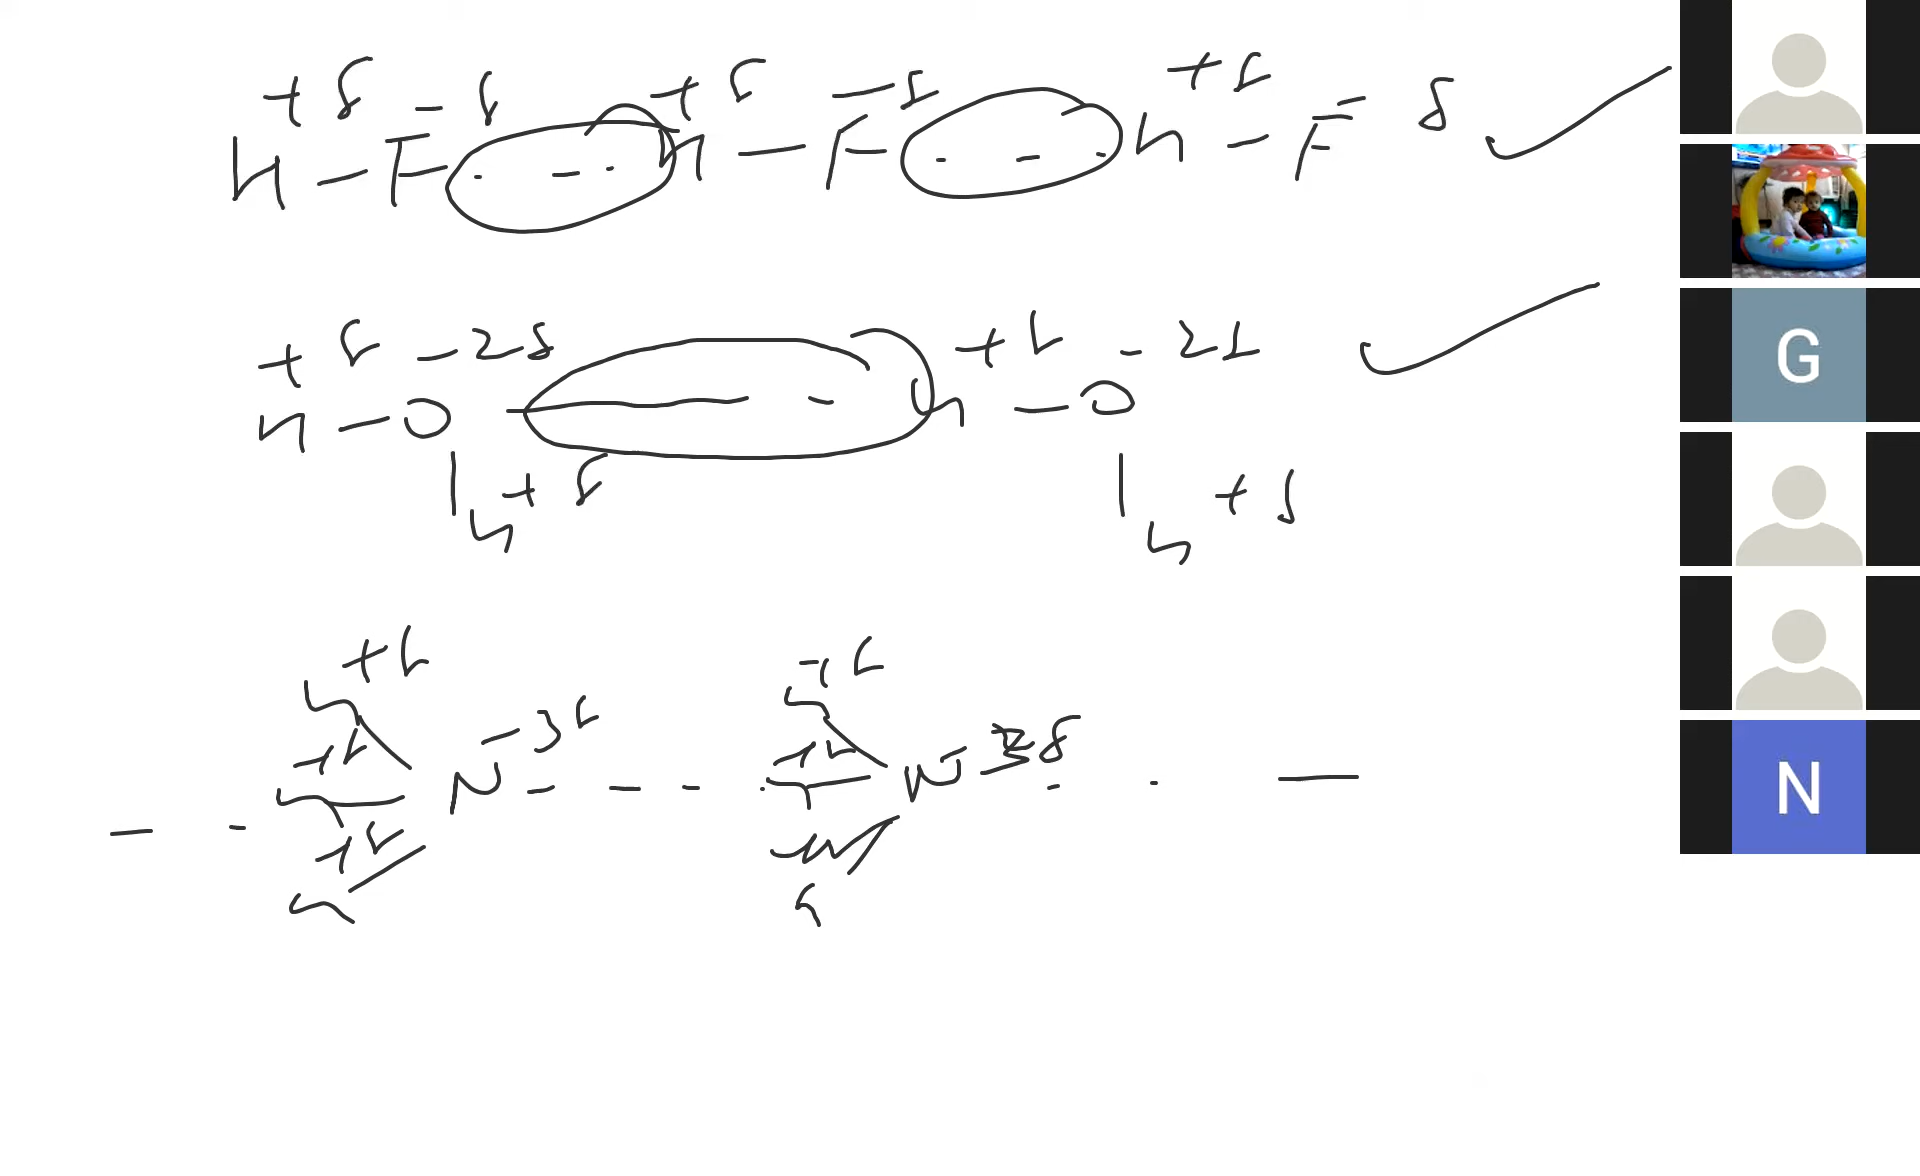 +δ -δ +δ -δ +δ δ
H-F - - - H-F - - - H-F
+δ -2δ +δ -2δ
H-O - - - H-O
H +δ H +δ
+δ +δ
H H
+δ N -3δ - - - +δ N -3δ - - -
H H
+δ
H H
G
N